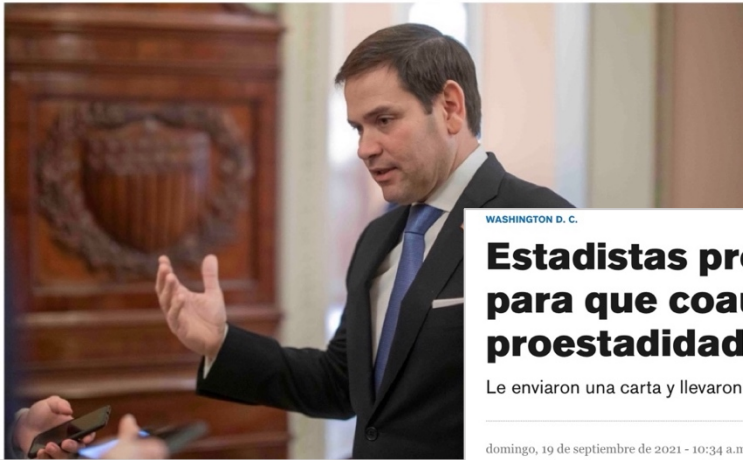 WASHINGTON D. C.
Estadistas
para que
proestadidad
Le enviaron una carta y llevaron
domingo, 19 de septiembre de 2021 - 10:34